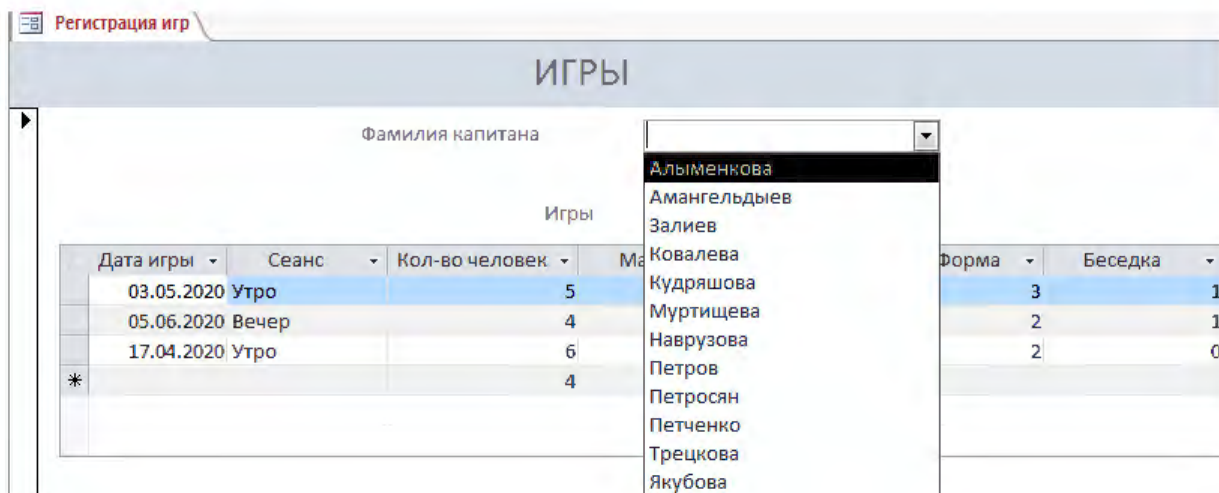 Регистрация игр
ИГРЫ
Фамилия капитана
Алыменкова
Амангельдыев
Залиев
Ковалева
Кудряшова
Муртищева
Наврузова
Петров
Петросян
Петченко
Трецкова
Якубова
Игры
Дата игры Сеанс Кол-во человек Ма Форма Беседка
03.05.2020 Утро 5 3 1
05.06.2020 Вечер 4 2 1
17.04.2020 Утро 6 2 0
4